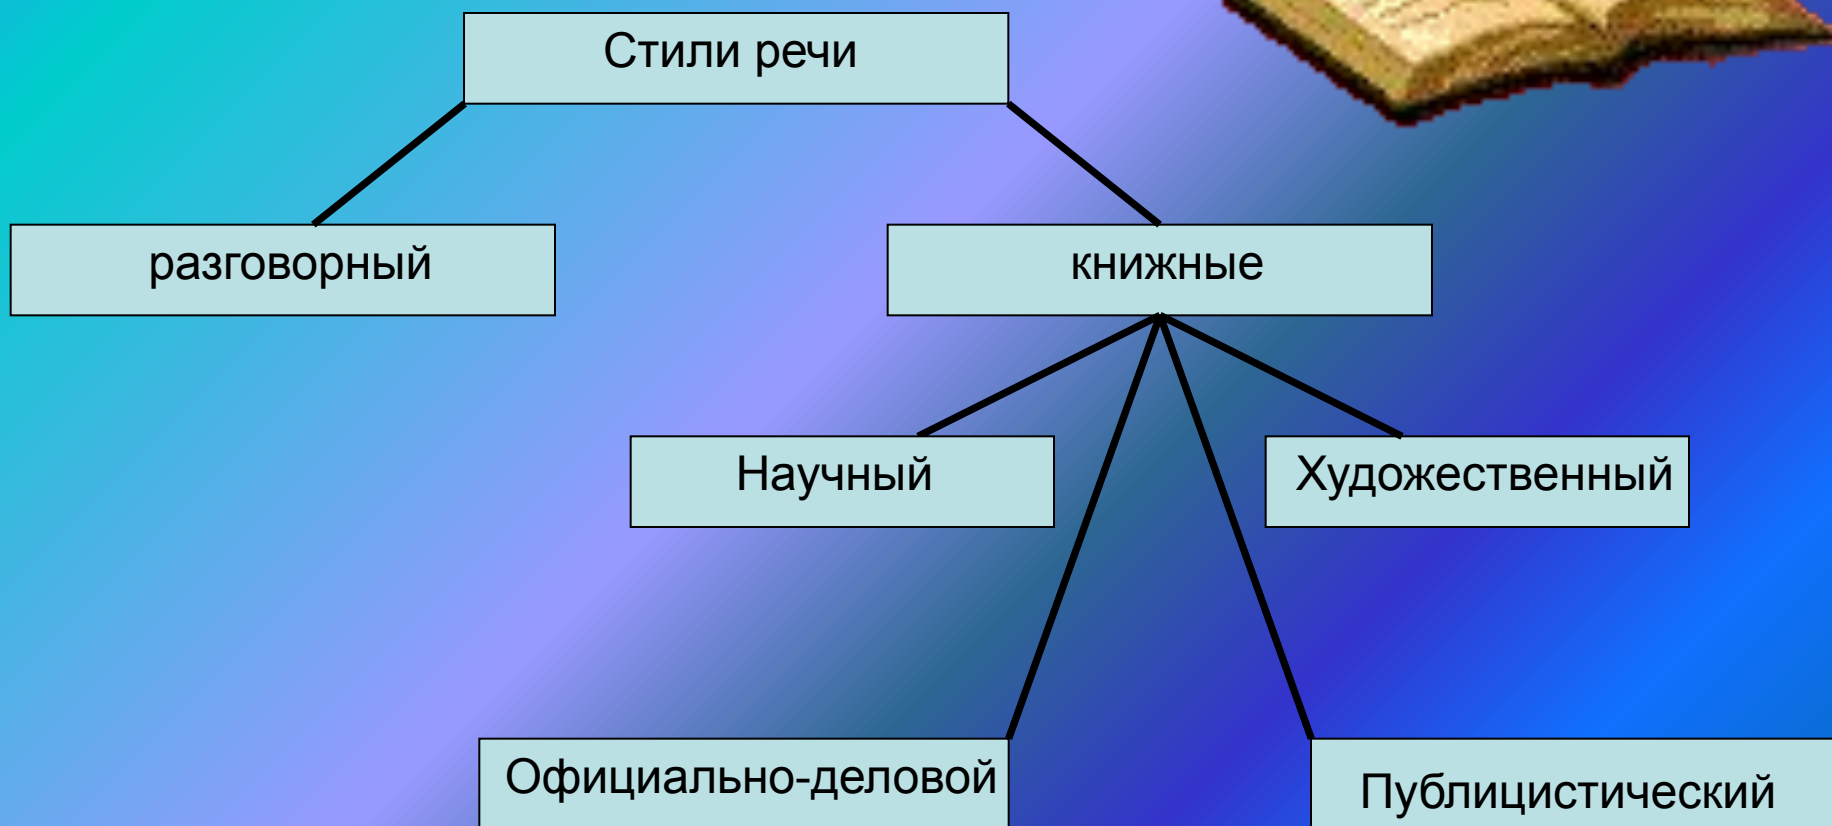 Стили речи
разговорный
книжные
Научный
Художественный
Официально-деловой
Публицистический